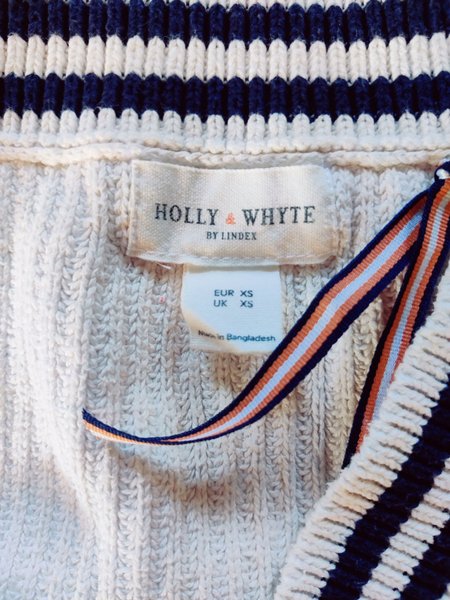 HOLLY & WHYTE
BY LINDEX
EUR XS
UK XS
Made in Bangladesh